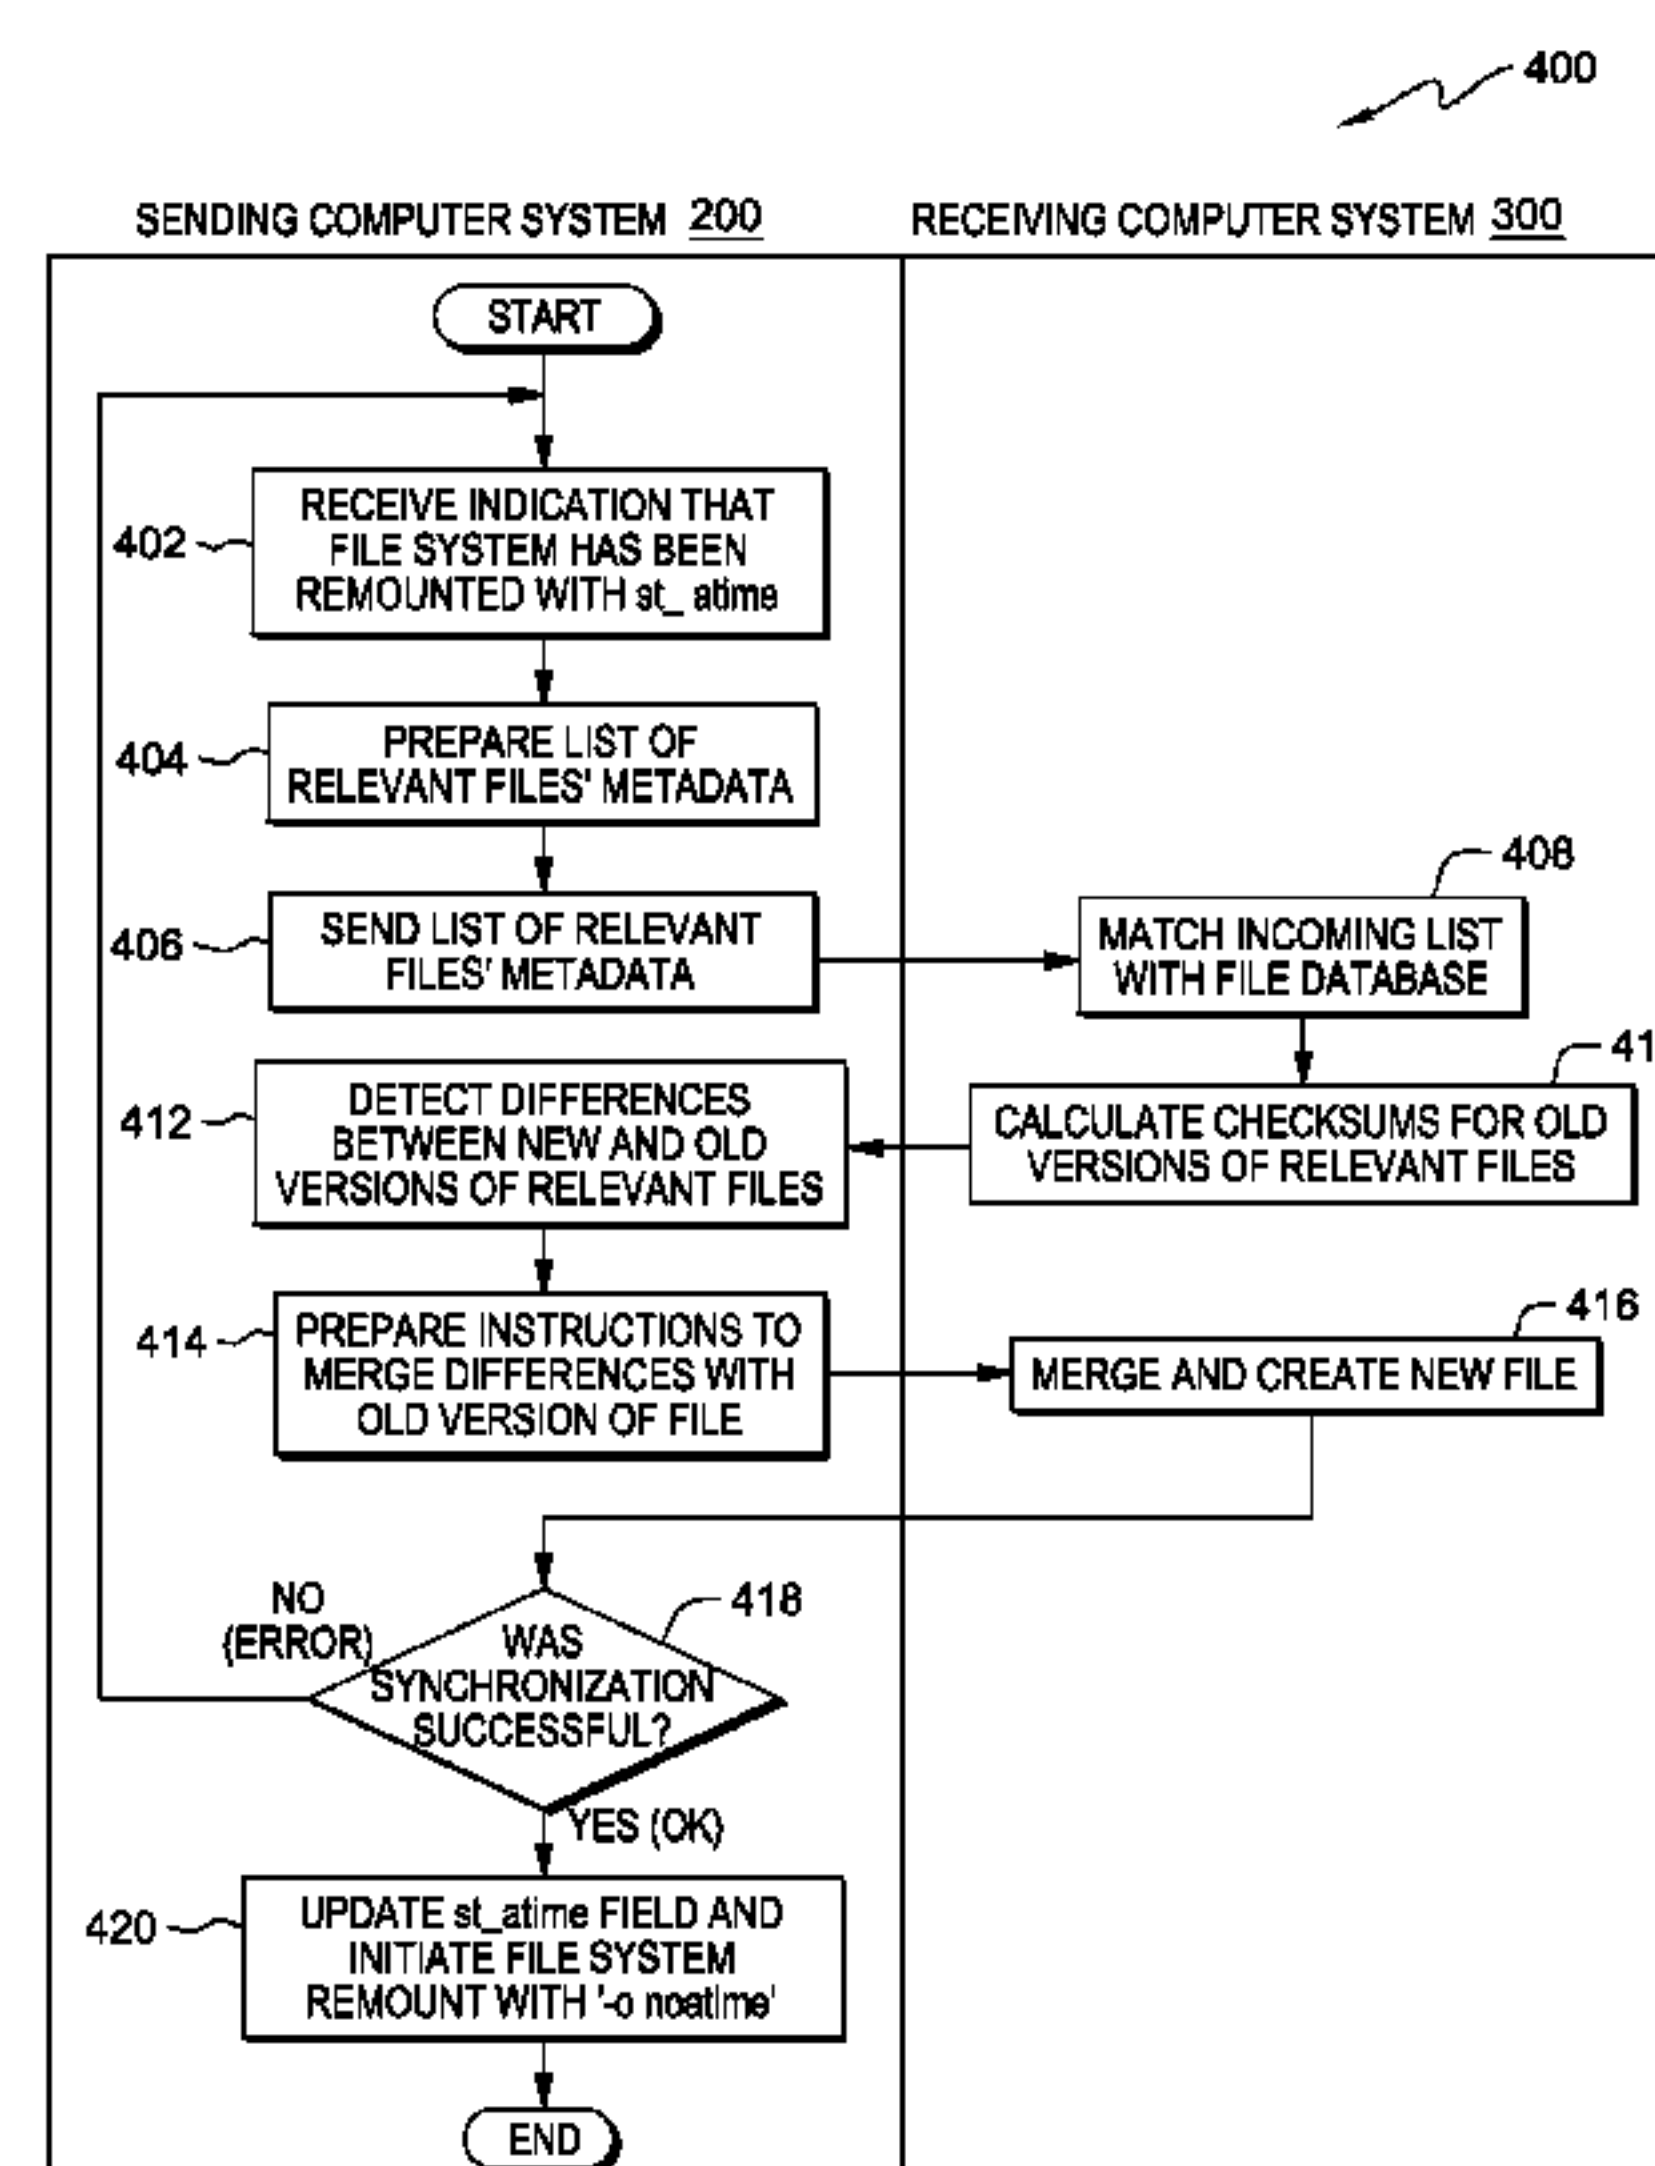 400
SENDING COMPUTER SYSTEM 200
RECEIVING COMPUTER SYSTEM 300
START
402
RECEIVE INDICATION THAT
FILE SYSTEM HAS BEEN
REMOUNTED WITH st_ atime
404
PREPARE LIST OF
RELEVANT FILES' METADATA
406
SEND LIST OF RELEVANT
FILES' METADATA
408
MATCH INCOMING LIST
WITH FILE DATABASE
41
CALCULATE CHECKSUMS FOR OLD
VERSIONS OF RELEVANT FILES
412
DETECT DIFFERENCES
BETWEEN NEW AND OLD
VERSIONS OF RELEVANT FILES
414
PREPARE INSTRUCTIONS TO
MERGE DIFFERENCES WITH
OLD VERSION OF FILE
416
MERGE AND CREATE NEW FILE
418
WAS
SYNCHRONIZATION
SUCCESSFUL?
NO
(ERROR)
YES (OK)
420
UPDATE st_atime FIELD AND
INITIATE FILE SYSTEM
REMOUNT WITH '-o noatime'
END